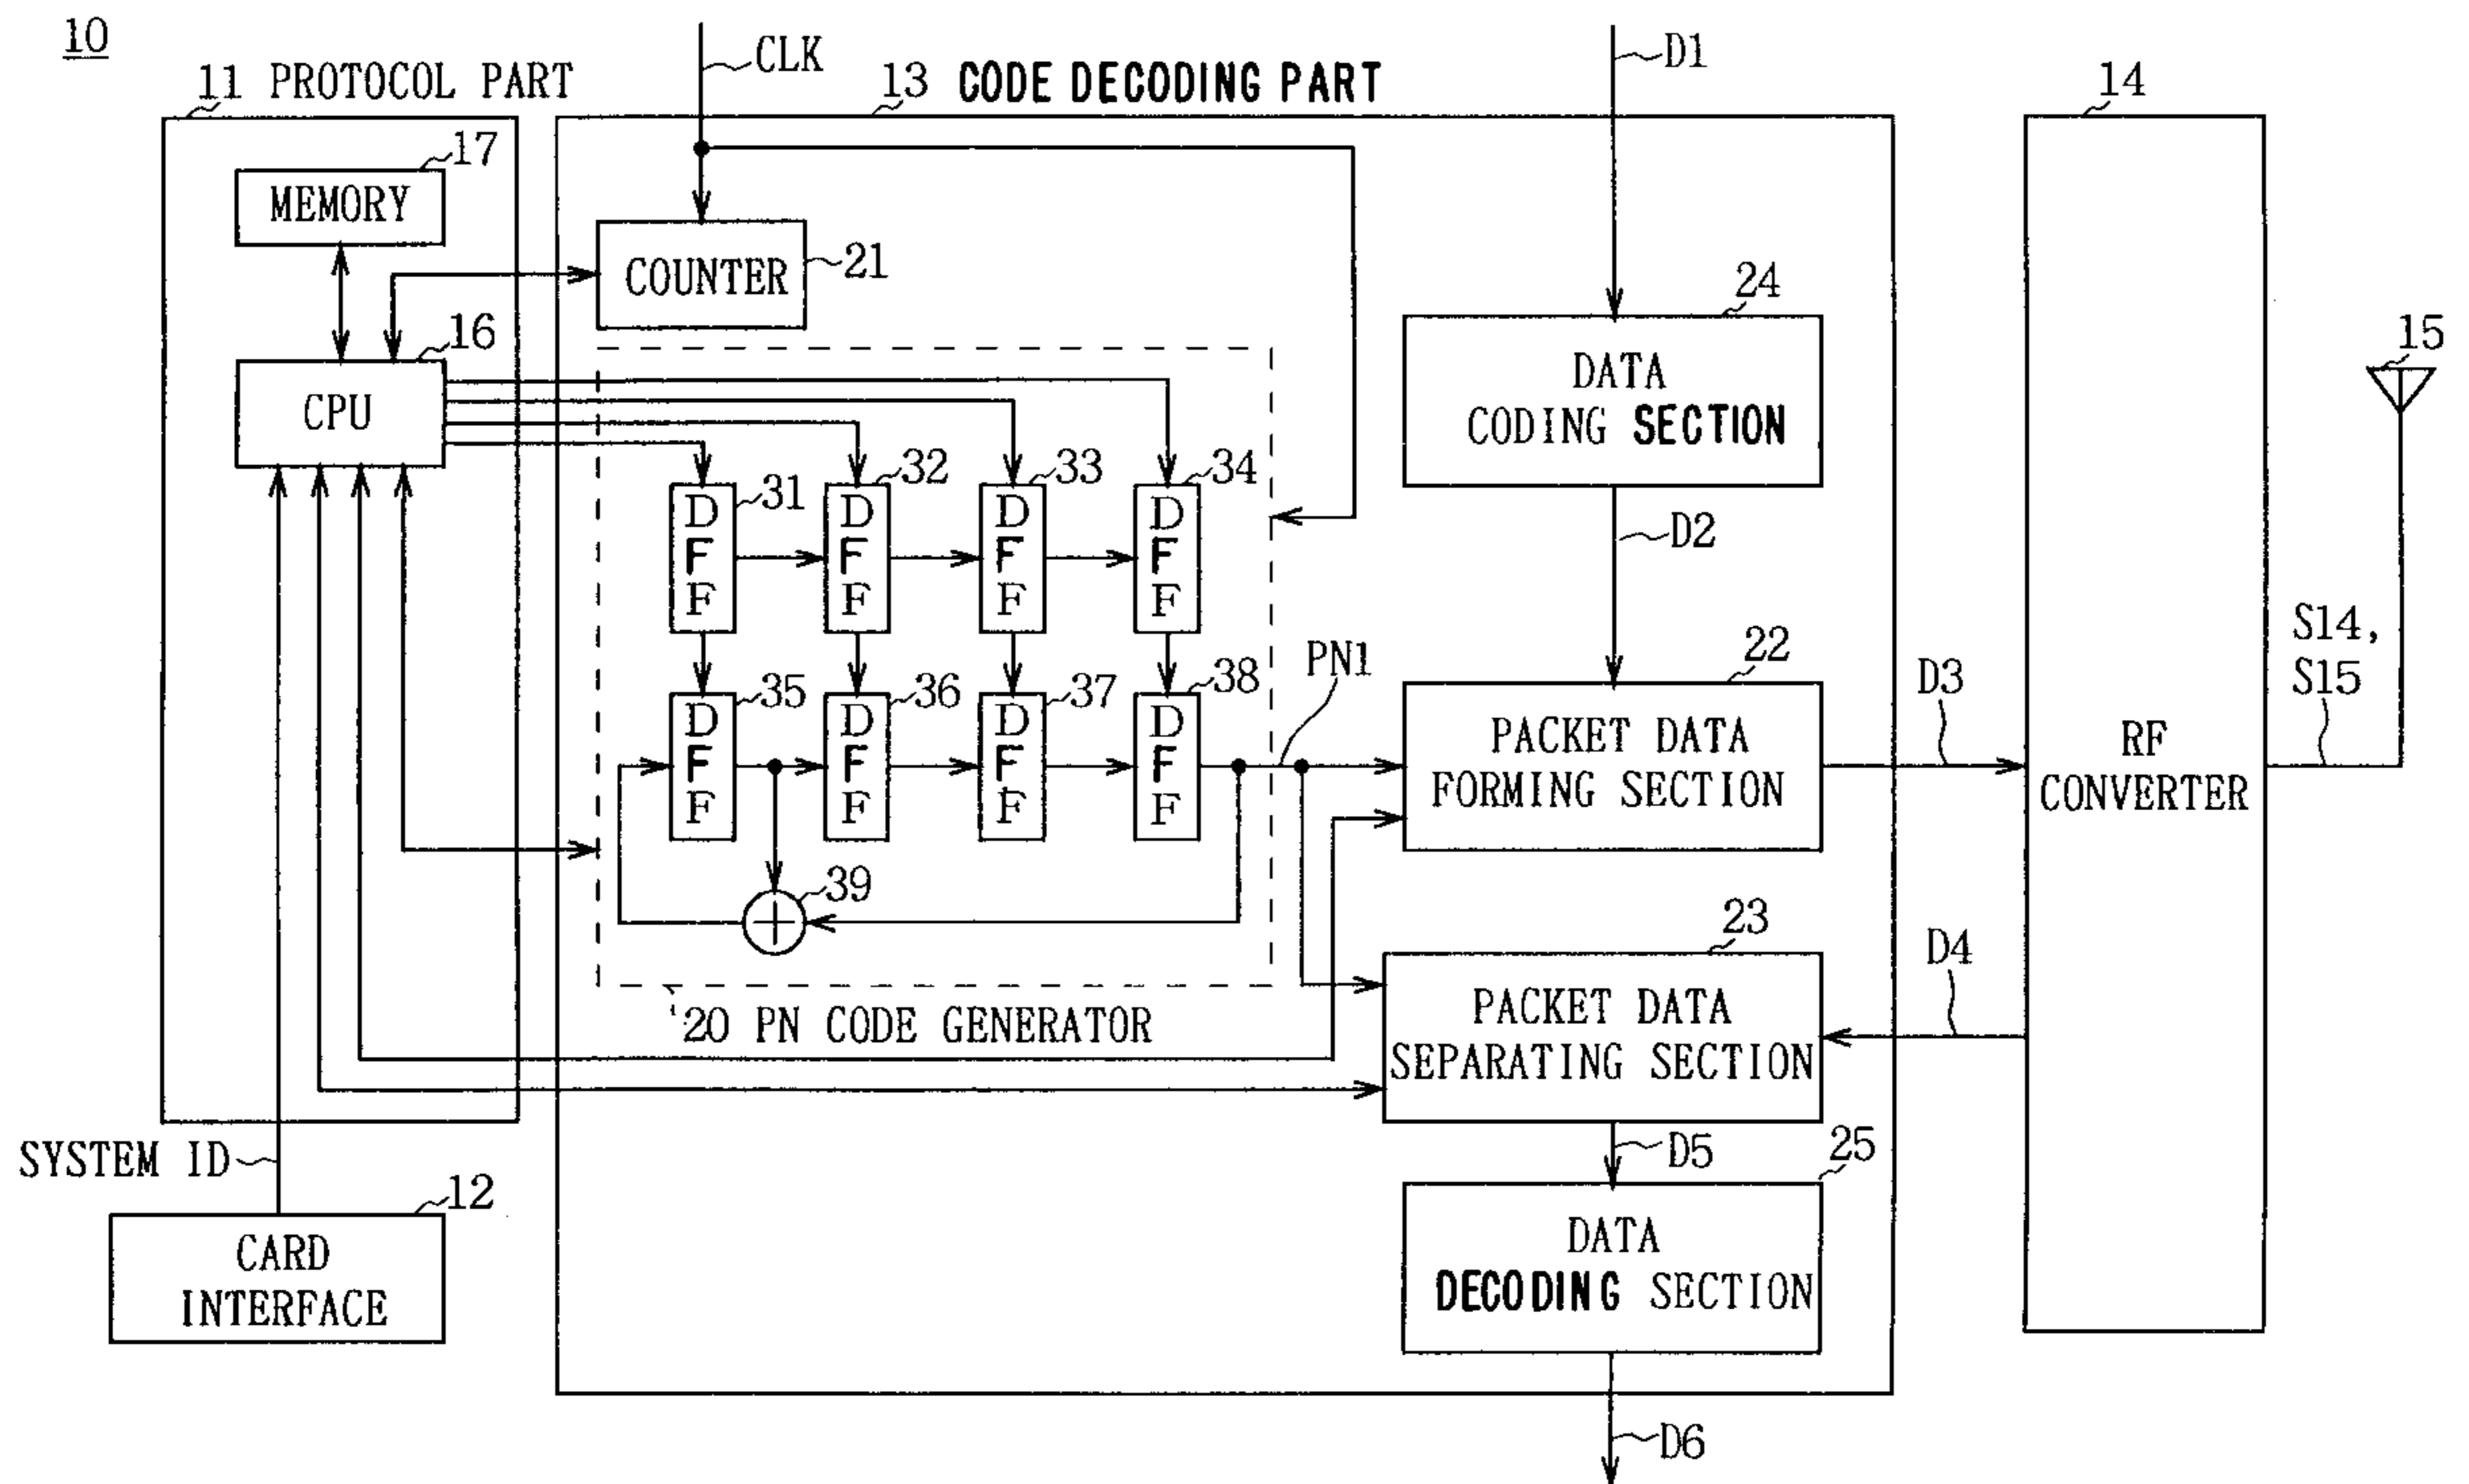 10
11 PROTOCOL PART
CLK
13 CODE DECODING PART
D1
14
17
MEMORY
COUNTER
21
24
DATA
CODING SECTION
16
CPU
15
31
32
33
34
D
F
F
D
F
F
D
F
F
D
F
F
D2
S14,
S15
35
36
37
38
D
F
F
D
F
F
D
F
F
D
F
F
PN1
22
PACKET DATA
FORMING SECTION
D3
RF
CONVERTER
39
23
PACKET DATA
SEPARATING SECTION
D4
20 PN CODE GENERATOR
SYSTEM ID
D5
25
12
CARD
INTERFACE
DATA
DECODING SECTION
D6